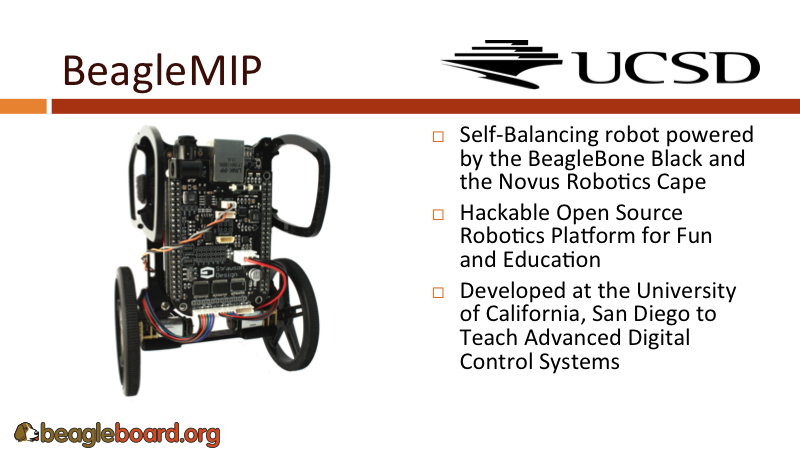 BeagleMIP
UCSD
Self-Balancing robot powered
by the BeagleBone Black and
the Novus Robotics Cape
Hackable Open Source
Robotics Platform for Fun
and Education
Developed at the University
of California, San Diego to
Teach Advanced Digital
Control Systems
Strawson
Design
beagleboard.org